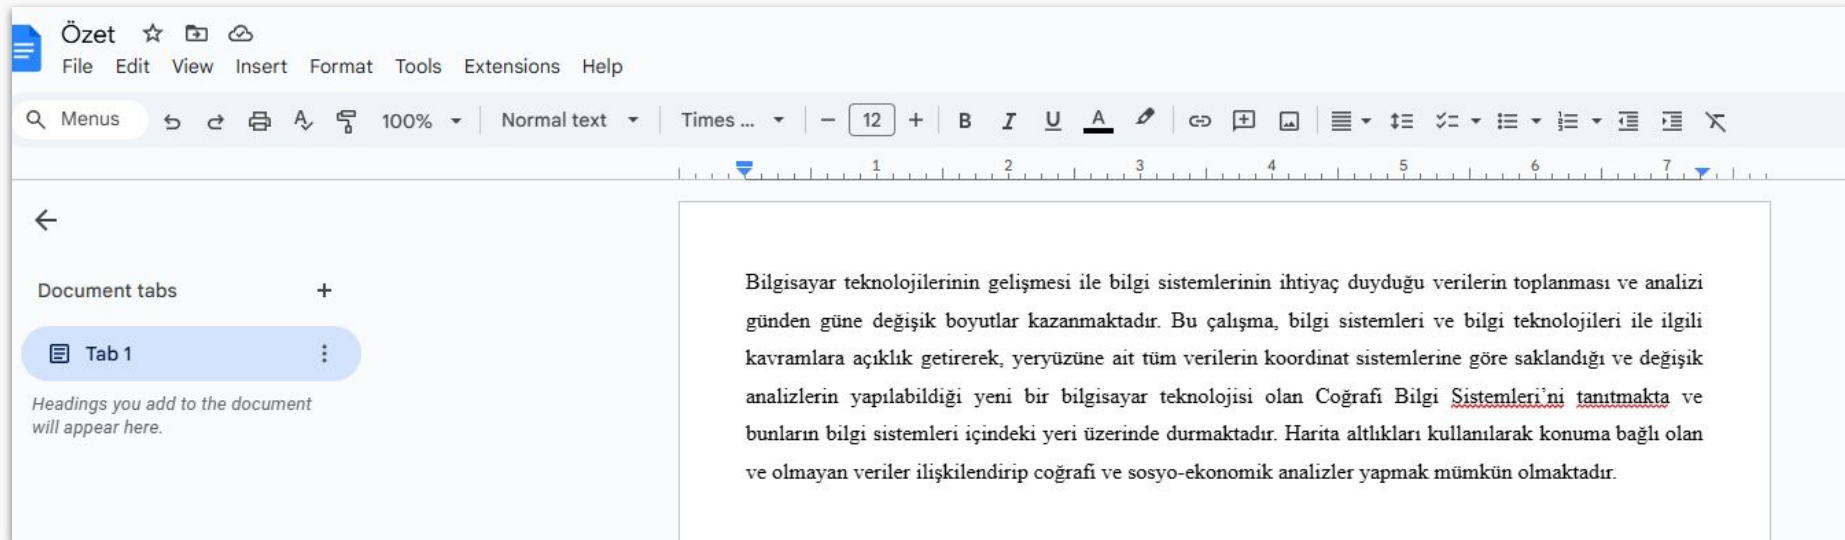 Özet
File Edit View Insert Format Tools Extensions Help
Menus 100% Normal text Times ... 12 B I U A
1 2 3 4 5 6 7
Document tabs
Tab 1
Headings you add to the document
will appear here.
Bilgisayar teknolojilerinin gelişmesi ile bilgi sistemlerinin ihtiyaç duyduğu verilerin toplanması ve analizi
günden güne değişik boyutlar kazanmaktadır. Bu çalışma, bilgi sistemleri ve bilgi teknolojileri ile ilgili
kavramlara açıklık getirerek, yeryüzüne ait tüm verilerin koordinat sistemlerine göre saklandığı ve değişik
analizlerin yapılabildiği yeni bir bilgisayar teknolojisi olan Coğrafi Bilgi Sistemleri’ni tanıtmakta ve
bunların bilgi sistemleri içindeki yeri üzerinde durmaktadır. Harita altlıkları kullanılarak konuma bağlı olan
ve olmayan veriler ilişkilendirip coğrafi ve sosyo-ekonomik analizler yapmak mümkün olmaktadır.